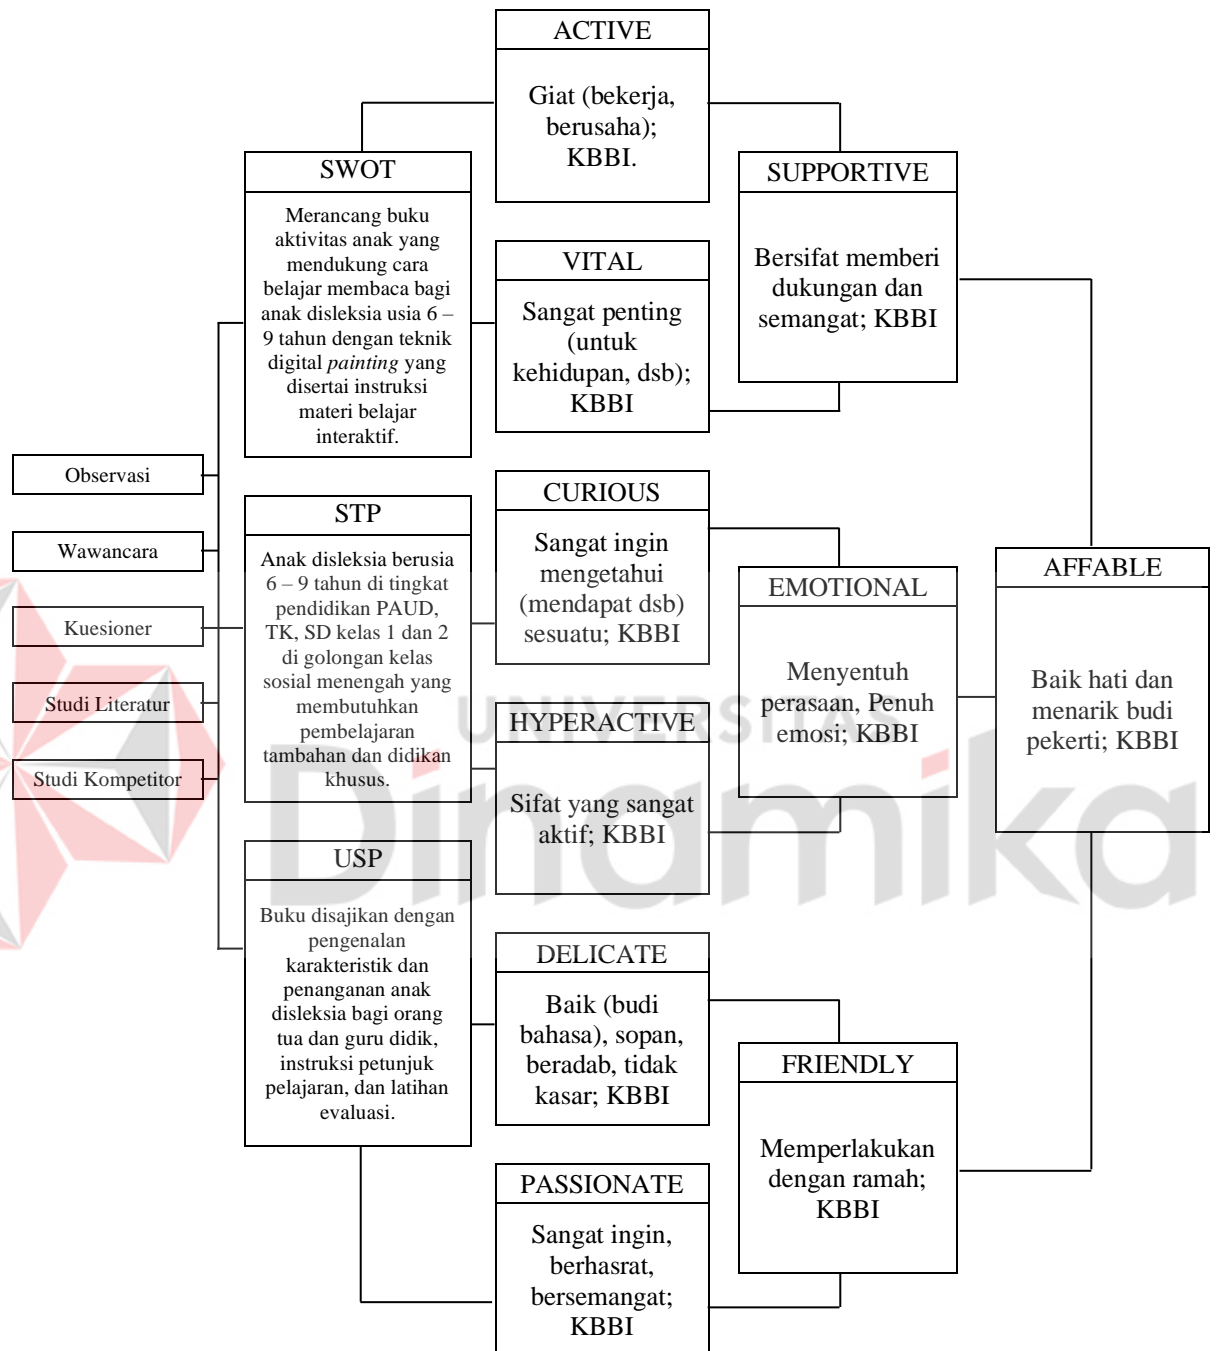 Observasi
Wawancara
Kuesioner
Studi Literatur
Studi Kompetitor
SWOT
Merancang buku
aktivitas anak yang
mendukung cara
belajar membaca bagi
anak disleksia usia 6 –
9 tahun dengan teknik
digital painting yang
disertai instruksi
materi belajar
interaktif.
STP
Anak disleksia berusia
6 – 9 tahun di tingkat
pendidikan PAUD,
TK, SD kelas 1 dan 2
di golongan kelas
sosial menengah yang
membutuhkan
pembelajaran
tambahan dan didikan
khusus.
USP
Buku disajikan dengan
pengenalan
karakteristik dan
penanganan anak
disleksia bagi orang
tua dan guru didik,
instruksi petunjuk
pelajaran, dan latihan
evaluasi.
ACTIVE
Giat (bekerja,
berusaha);
KBBI.
VITAL
Sangat penting
(untuk
kehidupan, dsb);
KBBI
CURIOUS
Sangat ingin
mengetahui
(mendapat dsb)
sesuatu; KBBI
HYPERACTIVE
Sifat yang sangat
aktif; KBBI
DELICATE
Baik (budi
bahasa), sopan,
beradab, tidak
kasar; KBBI
PASSIONATE
Sangat ingin,
berhasrat,
bersemangat;
KBBI
SUPPORTIVE
Bersifat memberi
dukungan dan
semangat; KBBI
EMOTIONAL
Menyentuh
perasaan, Penuh
emosi; KBBI
FRIENDLY
Memperlakukan
dengan ramah;
KBBI
AFFABLE
Baik hati dan
menarik budi
pekerti; KBBI
UNIVERSITAS
Dinamika